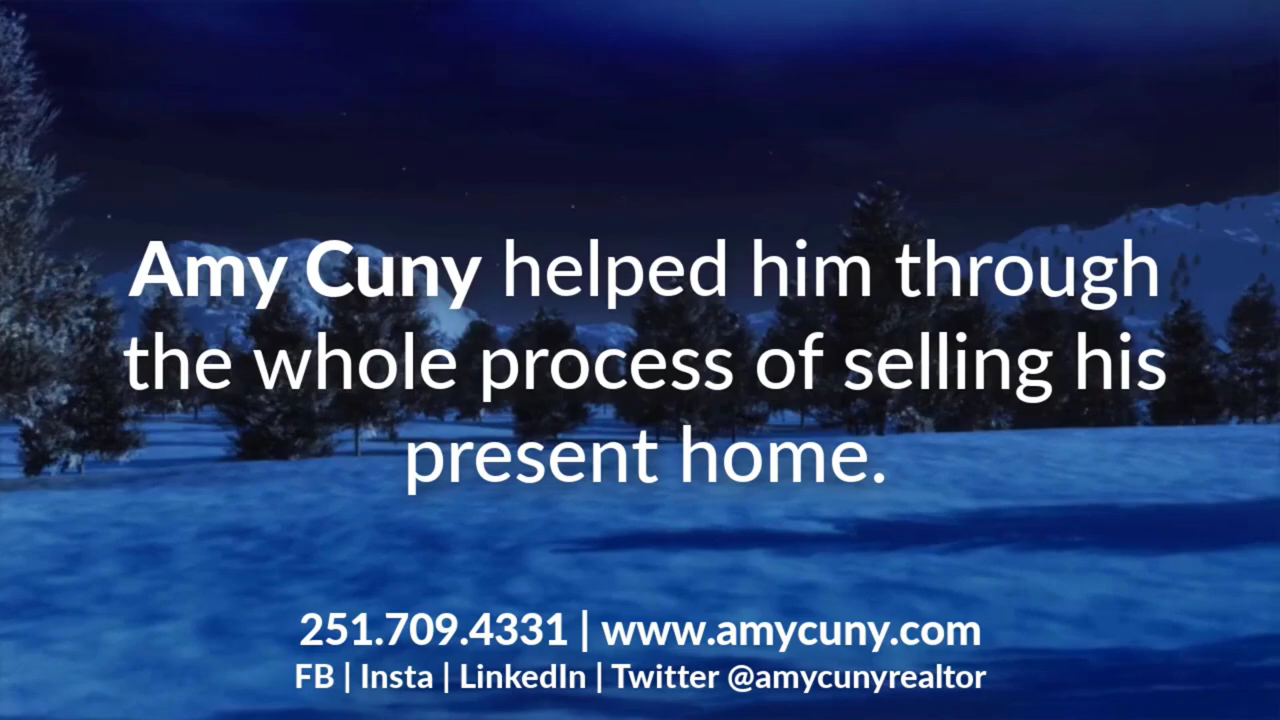 Amy Cuny helped him through
the whole process of selling his
present home.
251.709.4331 | www.amycuny.com
FB | Insta | LinkedIn | Twitter @amycunyrealtor